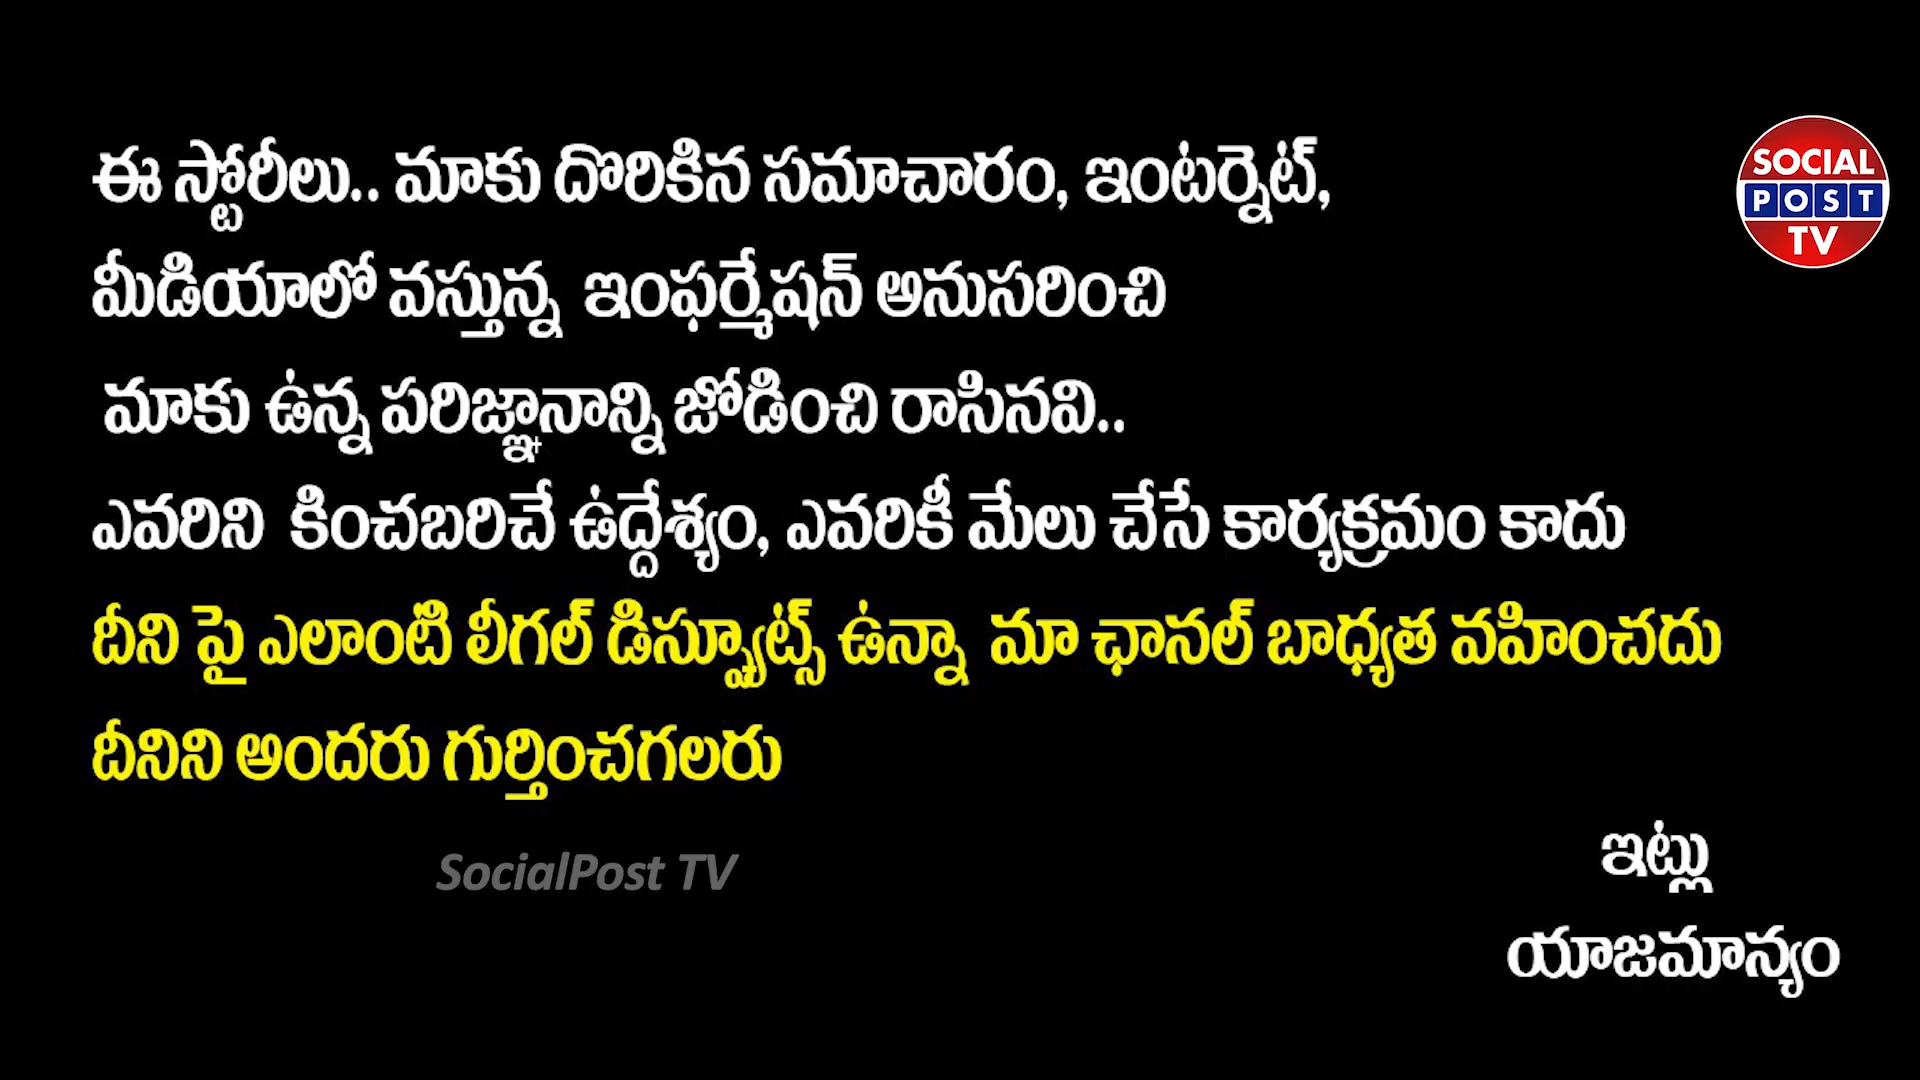 ఈ స్టోరీలు.. మాకు దొరికిన సమాచారం, ఇంటర్నెట్,
మీడియాలో వస్తున్న ఇంఫర్మేషన్ అనుసరించి
మాకు ఉన్న పరిజ్ఞానాన్ని జోడించి రాసినవి..
ఎవరిని కించబరిచే ఉద్దేశ్యం, ఎవరికీ మేలు చేసే కార్యక్రమం కాదు
దీని పై ఎలాంటి లీగల్ డిస్ప్యూట్స్ ఉన్నా మా ఛానల్ బాధ్యత వహించదు
దీనిని అందరు గుర్తించగలరు
ఇట్లు
యాజమాన్యం
SocialPost TV
SOCIAL
POST
TV